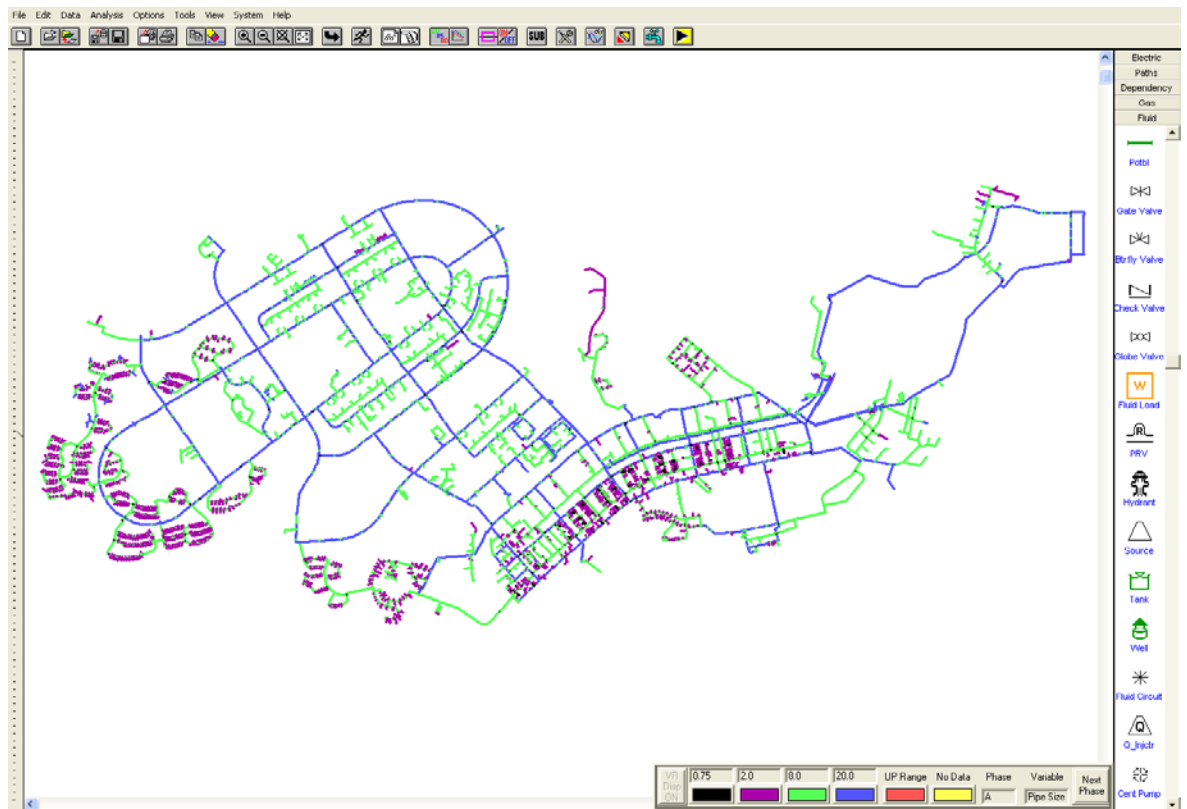 File Edit Data Analysis Options Tools View System Help
SUB
Electric
Paths
Dependency
Gas
Fluid
Potbl
Gate Valve
Btrfly Valve
Check Valve
Globe Valve
W
Fluid Load
R
PRV
Hydrant
Source
Tank
Well
Fluid Circuit
Q
Q_Injctr
Cent Pump
VR Disp ON
0.75 2.0 8.0 20.0 UP Range No Data Phase Variable
A Pipe Size
Next Phase